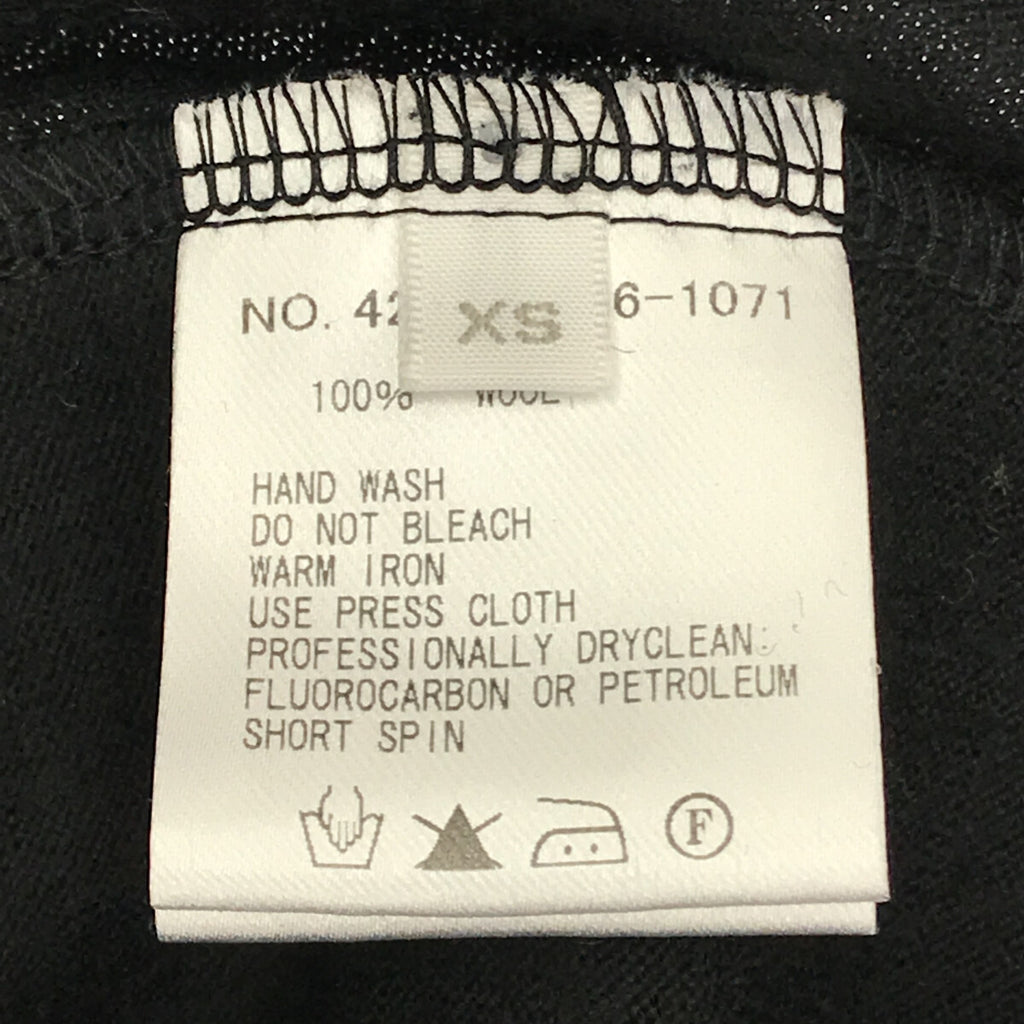 NO. 42 6-1071
XS
100% WOOL
HAND WASH
DO NOT BLEACH
WARM IRON
USE PRESS CLOTH
PROFESSIONALLY DRYCLEAN:
FLUOROCARBON OR PETROLEUM
SHORT SPIN
F